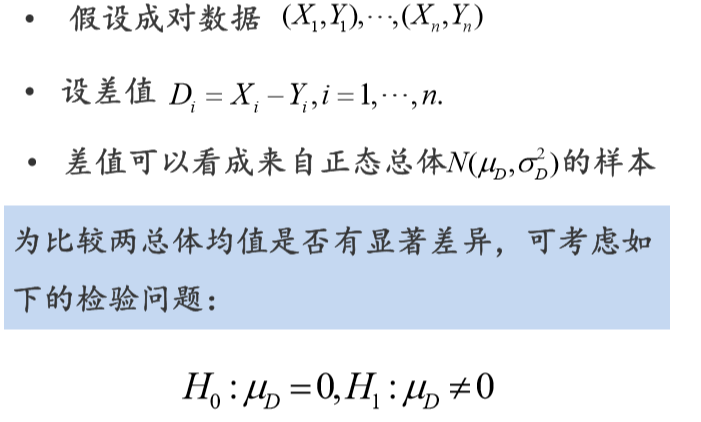 • 假设成对数据 (X₁,Y₁),⋯,(Xₙ,Yₙ)
• 设差值 Dᵢ = Xᵢ − Yᵢ, i = 1,⋯,n.
• 差值可以看成来自正态总体N(μ_D,σ_D²)的样本
为比较两总体均值是否有显著差异，可考虑如
下的检验问题：
H₀ : μ_D = 0, H₁ : μ_D ≠ 0